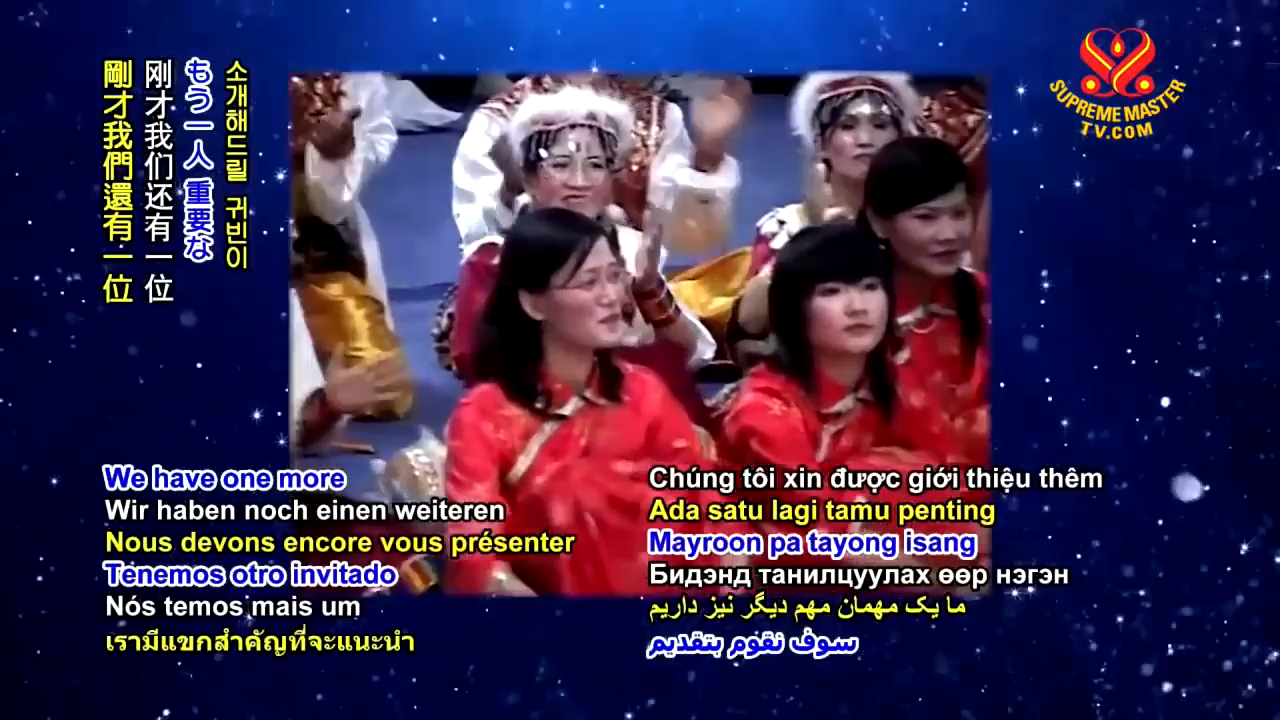 소개해드릴 귀빈이
もう一人重要な
刚才我们还有一位
剛才我們還有一位
SUPREME MASTER
TV.COM
We have one more
Wir haben noch einen weiteren
Nous devons encore vous présenter
Tenemos otro invitado
Nós temos mais um
เรามีแขกสำคัญที่จะแนะนำ
Chúng tôi xin được giới thiệu thêm
Ada satu lagi tamu penting
Mayroon pa tayong isang
Бидэнд танилцуулах өөр нэгэн
ما یک مهمان مهم دیگر نیز داریم
سوف نقوم بتقديم